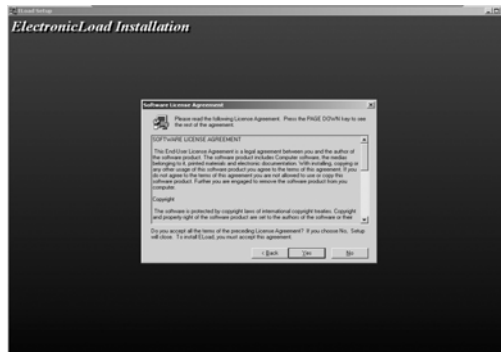 ELoad Setup
ElectronicLoad Installation
Software License Agreement
Please read the following License Agreement. Press the PAGE DOWN key to see
the rest of the agreement.
SOFTWARE LICENSE AGREEMENT
This End-User License Agreement is a legal agreement between you and the author of
the software product. The software product includes Computer software, the medias
belonging to it, printed materials and electronic documentation. With installing, copying or
any other usage of this software product you agree to the terms of this agreement. If you
do not agree to the terms of this agreement you are not allowed to use or copy this
software product. Further you are engaged to remove the software product from you
computer.
Copyright
The software is protected by copyright laws of international copyright treaties. Copyright
and property-right of the software product are set to the authors of the software or their
Do you accept all the terms of the preceding License Agreement? If you choose No, Setup
will close. To install ELoad, you must accept this agreement.
< Back
Yes
No